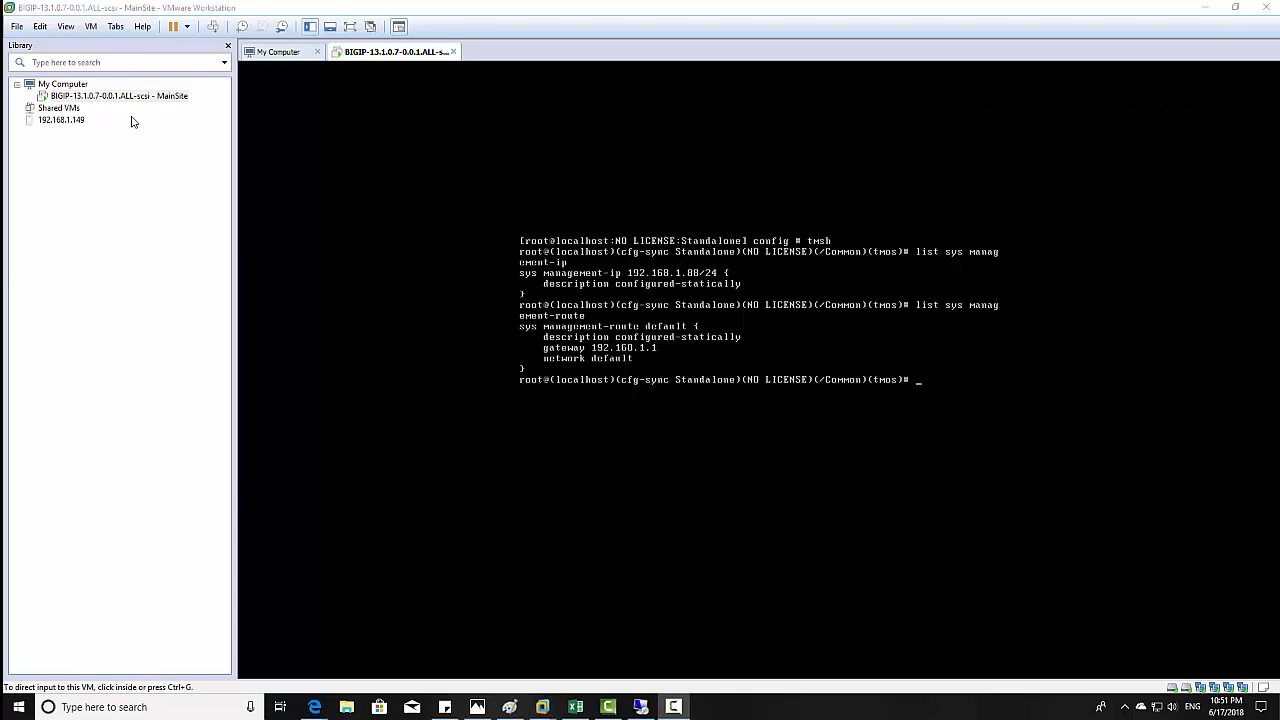 BIGIP-13.1.0.7-0.0.1.ALL-scsi - MainSite - VMware Workstation
File Edit View VM Tabs Help
Library
Type here to search
My Computer
BIGIP-13.1.0.7-0.0.1.ALL-scsi - MainSite
Shared VMs
192.168.1.149
My Computer
BIGIP-13.1.0.7-0.0.1.ALL-s...
[root@localhost:NO LICENSE:Standalone] config # tmsh
root@(localhost)(cfg-sync Standalone)(NO LICENSE)(/Common)(tmos)# list sys manag
ement-ip
sys management-ip 192.168.1.80/24 {
description configured-statically
}
root@(localhost)(cfg-sync Standalone)(NO LICENSE)(/Common)(tmos)# list sys manag
ement-route
sys management-route default {
description configured-statically
gateway 192.168.1.1
network default
}
root@(localhost)(cfg-sync Standalone)(NO LICENSE)(/Common)(tmos)# _
To direct input to this VM, click inside or press Ctrl+G.
Type here to search
ENG
10:51 PM
6/17/2018